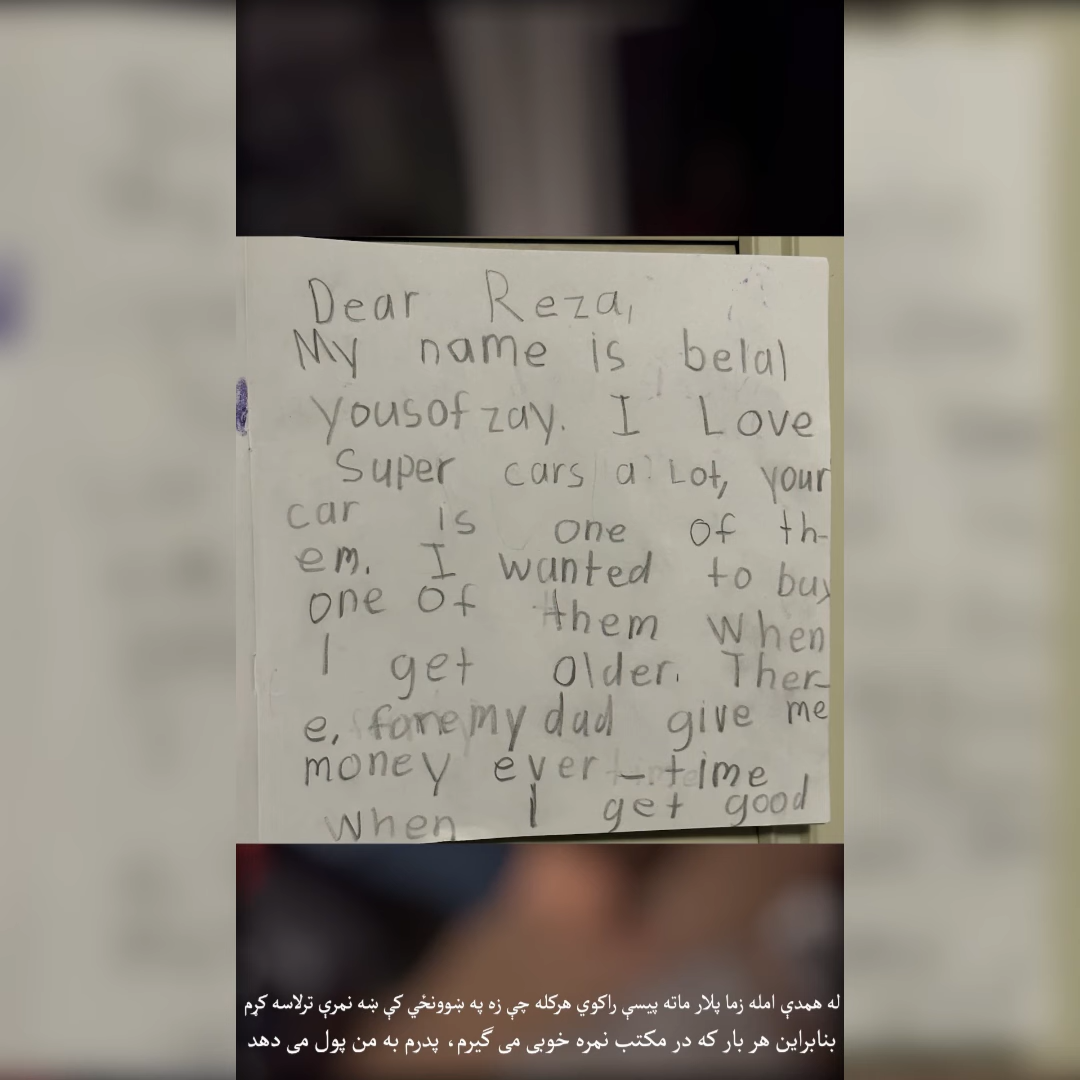 Dear Reza,
My name is belal
yousofzay. I Love
Super cars a Lot, your
car is one of th-
em. I wanted to buy
one of them when
I get older. Ther-
e, fore my dad give me
money ever - time
when I get good
له همدې امله زما پلار ماته پیسې راکوي هرکله چې زه په ښوونځي کې ښه نمرې ترلاسه کړم
بنابراین هر بار که در مکتب نمره خوبی می گیرم، پدرم به من پول می دهد